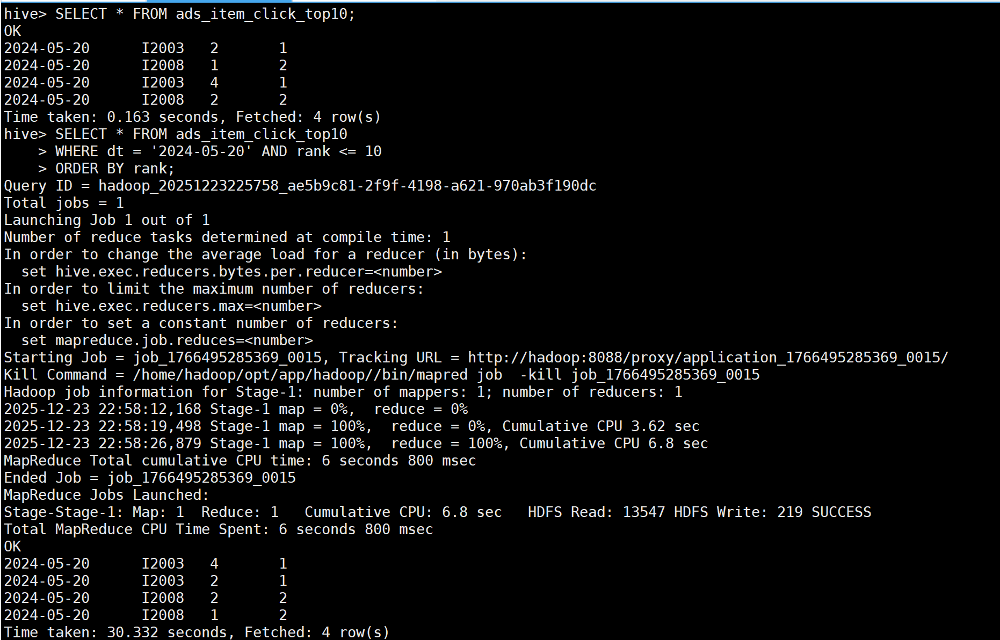 hive> SELECT * FROM ads_item_click_top10;
OK
2024-05-20      I2003   2       1
2024-05-20      I2008   1       2
2024-05-20      I2003   4       1
2024-05-20      I2008   2       2
Time taken: 0.163 seconds, Fetched: 4 row(s)
hive> SELECT * FROM ads_item_click_top10
    > WHERE dt = '2024-05-20' AND rank <= 10
    > ORDER BY rank;
Query ID = hadoop_20251223225758_ae5b9c81-2f9f-4198-a621-970ab3f190dc
Total jobs = 1
Launching Job 1 out of 1
Number of reduce tasks determined at compile time: 1
In order to change the average load for a reducer (in bytes):
  set hive.exec.reducers.bytes.per.reducer=<number>
In order to limit the maximum number of reducers:
  set hive.exec.reducers.max=<number>
In order to set a constant number of reducers:
  set mapreduce.job.reduces=<number>
Starting Job = job_1766495285369_0015, Tracking URL = http://hadoop:8088/proxy/application_1766495285369_0015/
Kill Command = /home/hadoop/opt/app/hadoop//bin/mapred job  -kill job_1766495285369_0015
Hadoop job information for Stage-1: number of mappers: 1; number of reducers: 1
2025-12-23 22:58:12,168 Stage-1 map = 0%,  reduce = 0%
2025-12-23 22:58:19,498 Stage-1 map = 100%,  reduce = 0%, Cumulative CPU 3.62 sec
2025-12-23 22:58:26,879 Stage-1 map = 100%,  reduce = 100%, Cumulative CPU 6.8 sec
MapReduce Total cumulative CPU time: 6 seconds 800 msec
Ended Job = job_1766495285369_0015
MapReduce Jobs Launched:
Stage-Stage-1: Map: 1  Reduce: 1   Cumulative CPU: 6.8 sec   HDFS Read: 13547 HDFS Write: 219 SUCCESS
Total MapReduce CPU Time Spent: 6 seconds 800 msec
OK
2024-05-20      I2003   4       1
2024-05-20      I2003   2       1
2024-05-20      I2008   2       2
2024-05-20      I2008   1       2
Time taken: 30.332 seconds, Fetched: 4 row(s)